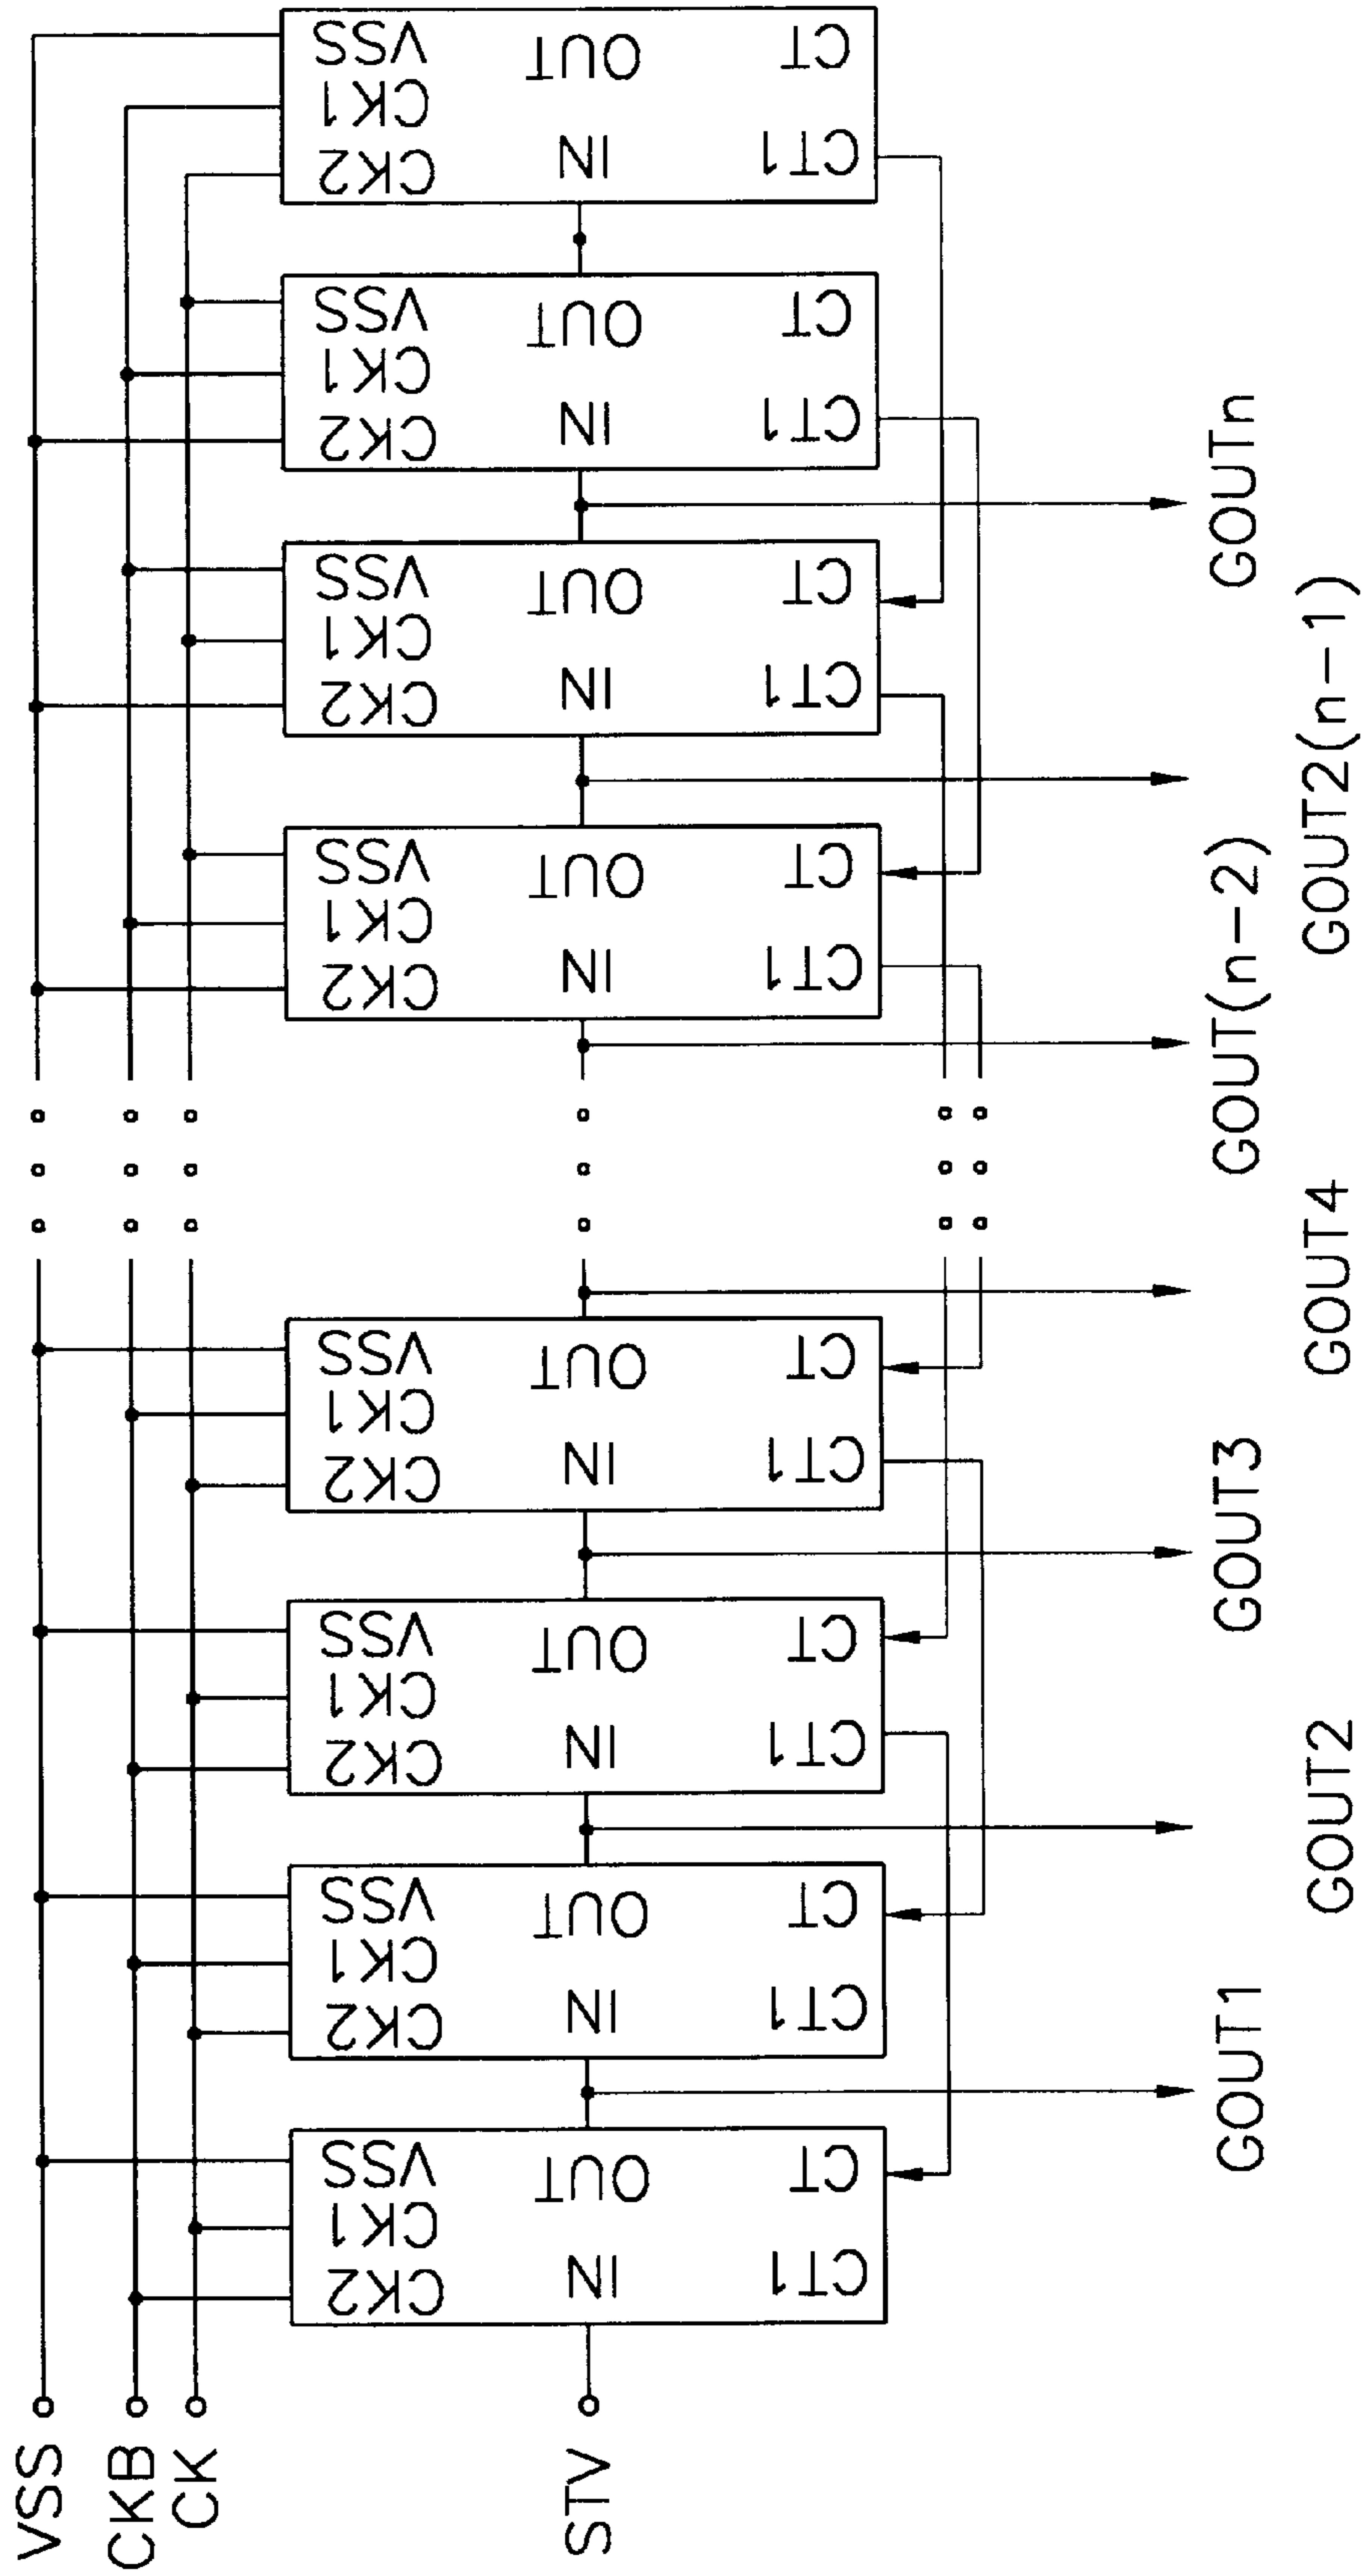 VSS
CKB
CK
STV
CK2 CK1 VSS
IN OUT
CT1 CT
CK2 CK1 VSS
IN OUT
CT1 CT
CK2 CK1 VSS
IN OUT
CT1 CT
CK2 CK1 VSS
IN OUT
CT1 CT
CK2 CK1 VSS
IN OUT
CT1 CT
CK2 CK1 VSS
IN OUT
CT1 CT
CK2 CK1 VSS
IN OUT
CT1 CT
CK2 CK1 VSS
IN OUT
CT1 CT
GOUT1
GOUT2
GOUT3
GOUT4
GOUT(n-2)
GOUT2(n-1)
GOUTn